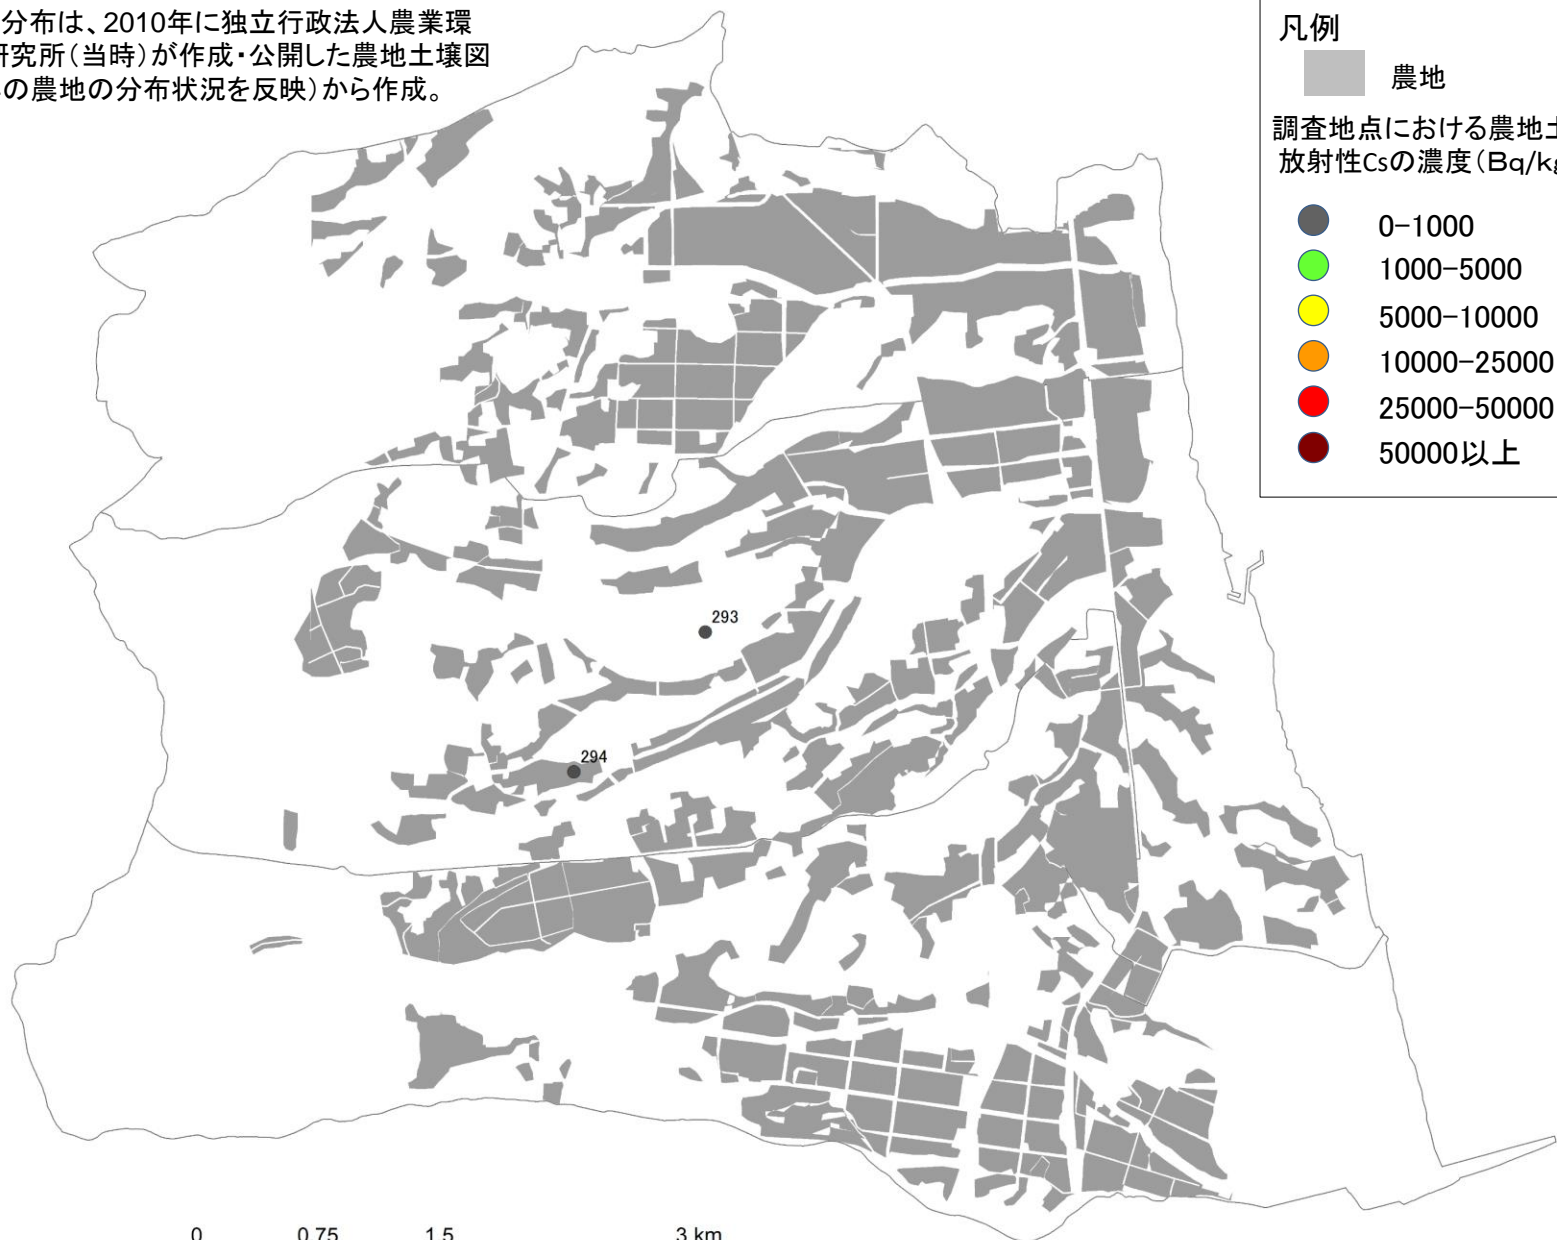 分布は、2010年に独立行政法人農業環
研究所（当時）が作成・公開した農地土壌図
の農地の分布状況を反映）から作成。
凡例
農地
調査地点における農地土
放射性Csの濃度（Bq/kg
0-1000
1000-5000
5000-10000
10000-25000
25000-50000
50000以上
293
294
0 0.75 1.5 3 km